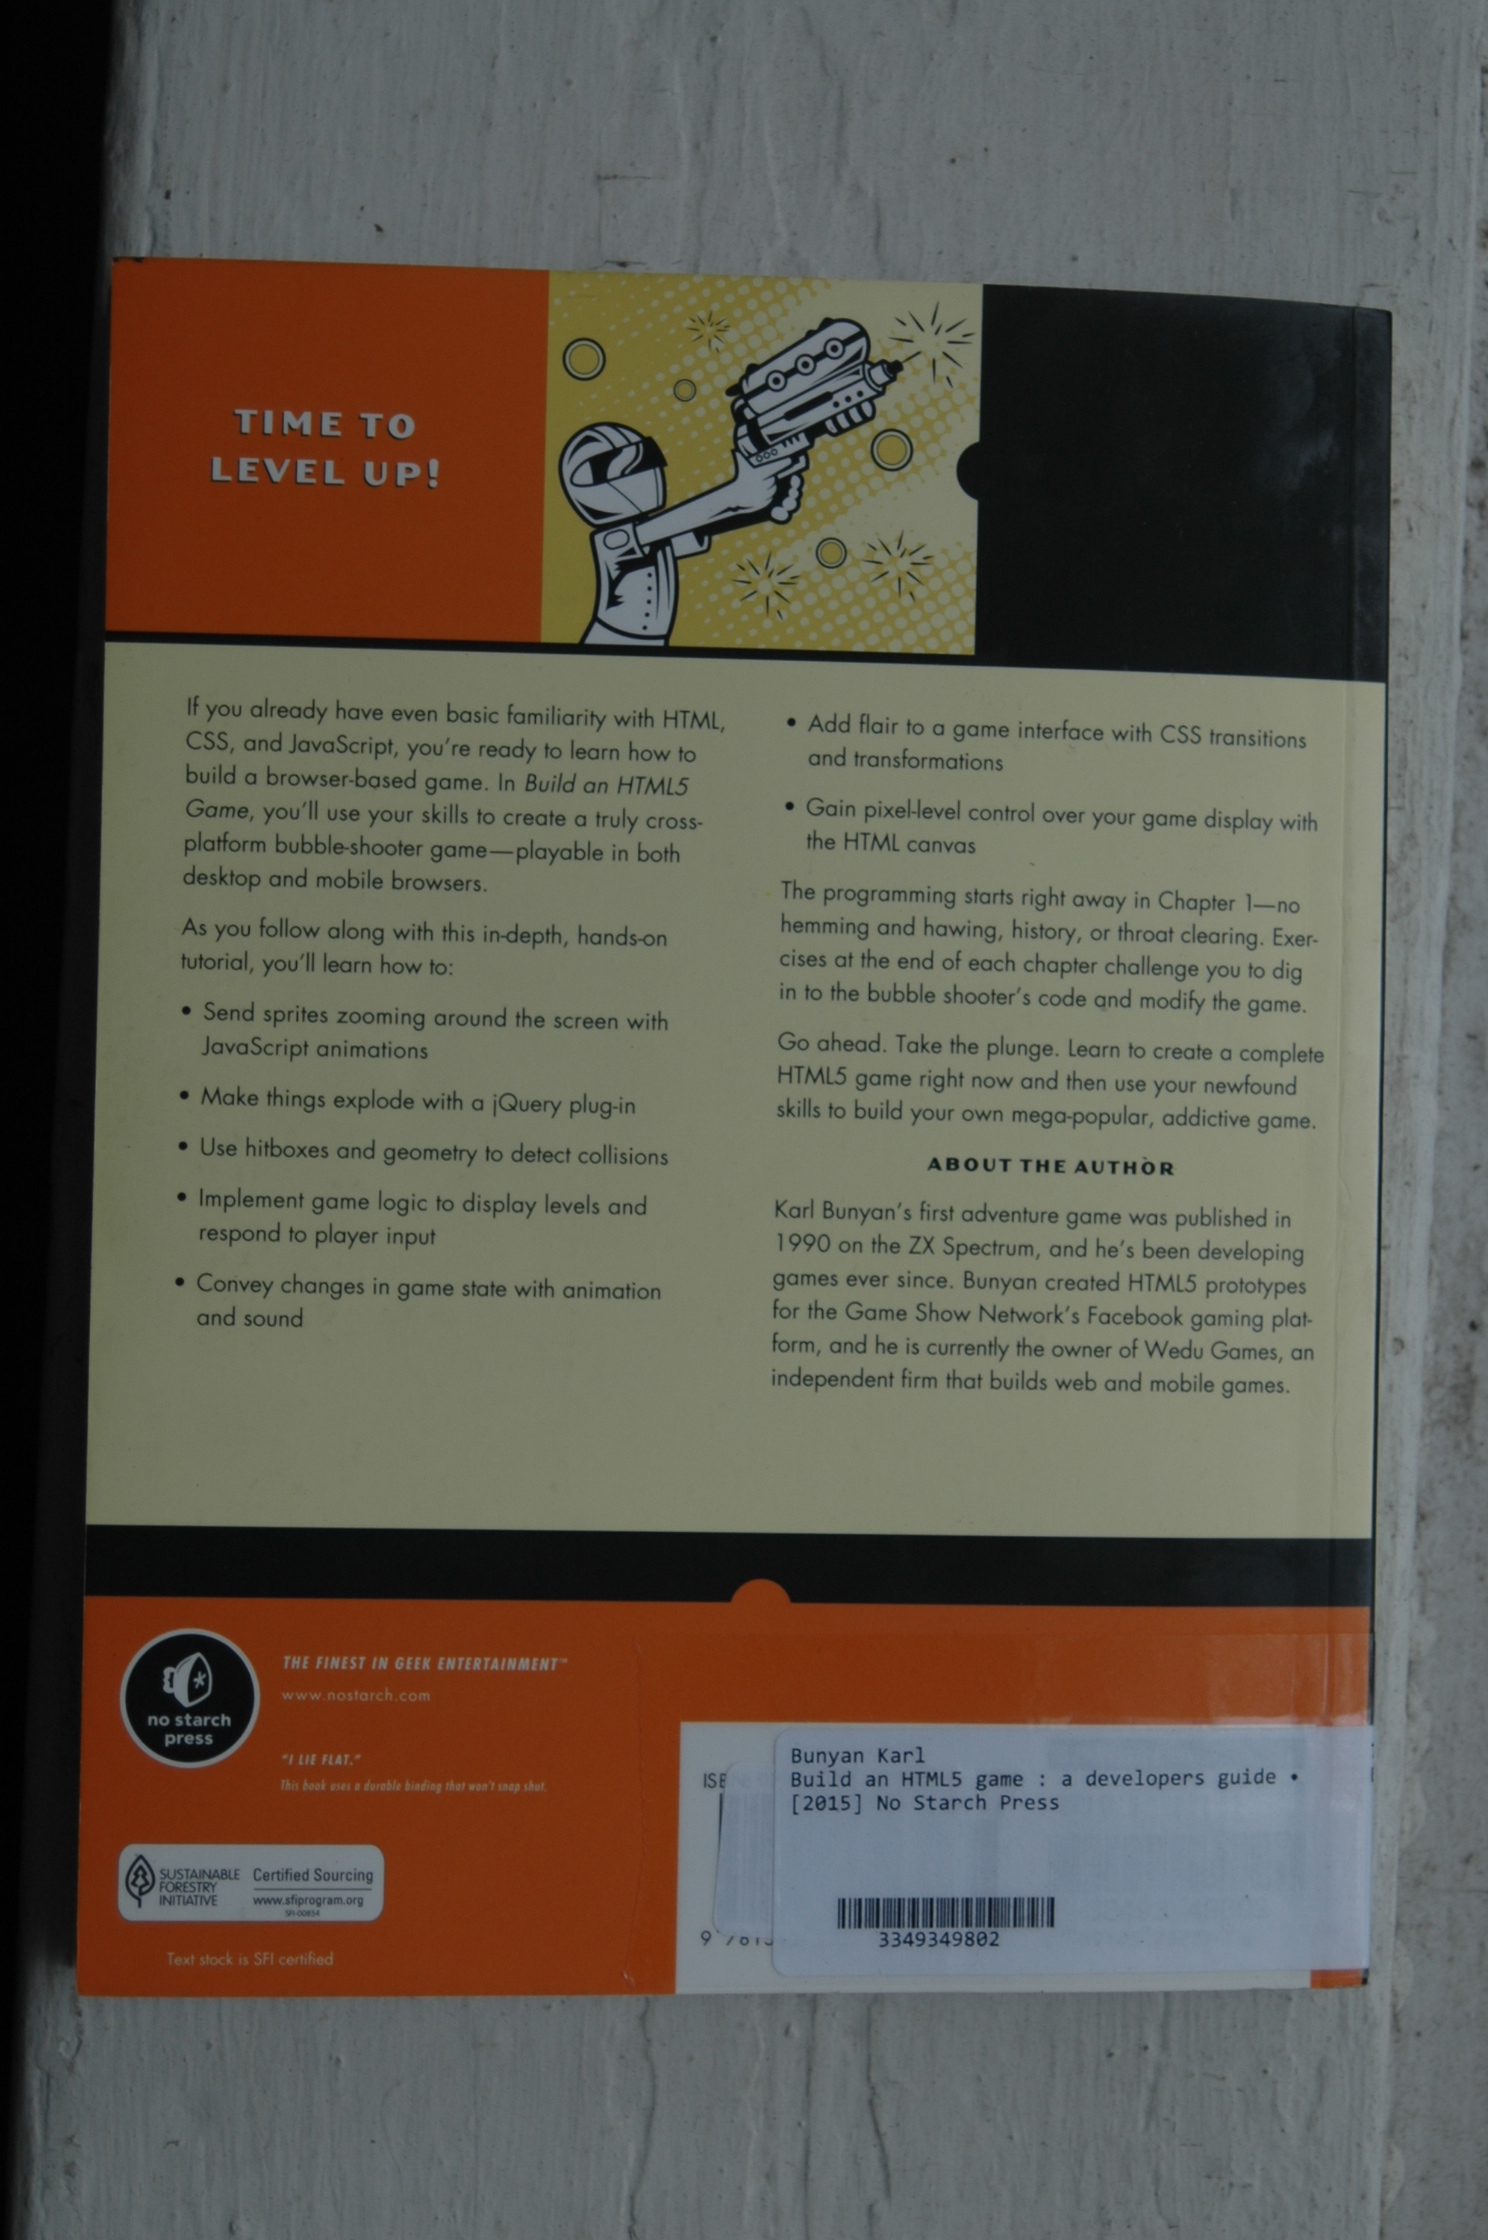 TIME TO
LEVEL UP!
If you already have even basic familiarity with HTML,
CSS, and JavaScript, you're ready to learn how to
build a browser-based game. In Build an HTML5
Game, you'll use your skills to create a truly cross-
platform bubble-shooter game—playable in both
desktop and mobile browsers.
As you follow along with this in-depth, hands-on
tutorial, you'll learn how to:
• Send sprites zooming around the screen with
JavaScript animations
• Make things explode with a jQuery plug-in
• Use hitboxes and geometry to detect collisions
• Implement game logic to display levels and
respond to player input
• Convey changes in game state with animation
and sound
• Add flair to a game interface with CSS transitions
and transformations
• Gain pixel-level control over your game display with
the HTML canvas
The programming starts right away in Chapter 1—no
hemming and hawing, history, or throat clearing. Exer-
cises at the end of each chapter challenge you to dig
in to the bubble shooter's code and modify the game.
Go ahead. Take the plunge. Learn to create a complete
HTML5 game right now and then use your newfound
skills to build your own mega-popular, addictive game.
ABOUT THE AUTHOR
Karl Bunyan's first adventure game was published in
1990 on the ZX Spectrum, and he's been developing
games ever since. Bunyan created HTML5 prototypes
for the Game Show Network's Facebook gaming plat-
form, and he is currently the owner of Wedu Games, an
independent firm that builds web and mobile games.
no starch
press
THE FINEST IN GEEK ENTERTAINMENT™
www.nostarch.com
"I LIE FLAT."
This book uses a durable binding that won't snap shut.
SUSTAINABLE
FORESTRY
INITIATIVE
Certified Sourcing
www.sfiprogram.org
SFI-00854
Text stock is SFI certified
Bunyan Karl
Build an HTML5 game : a developers guide •
[2015] No Starch Press
3349349802